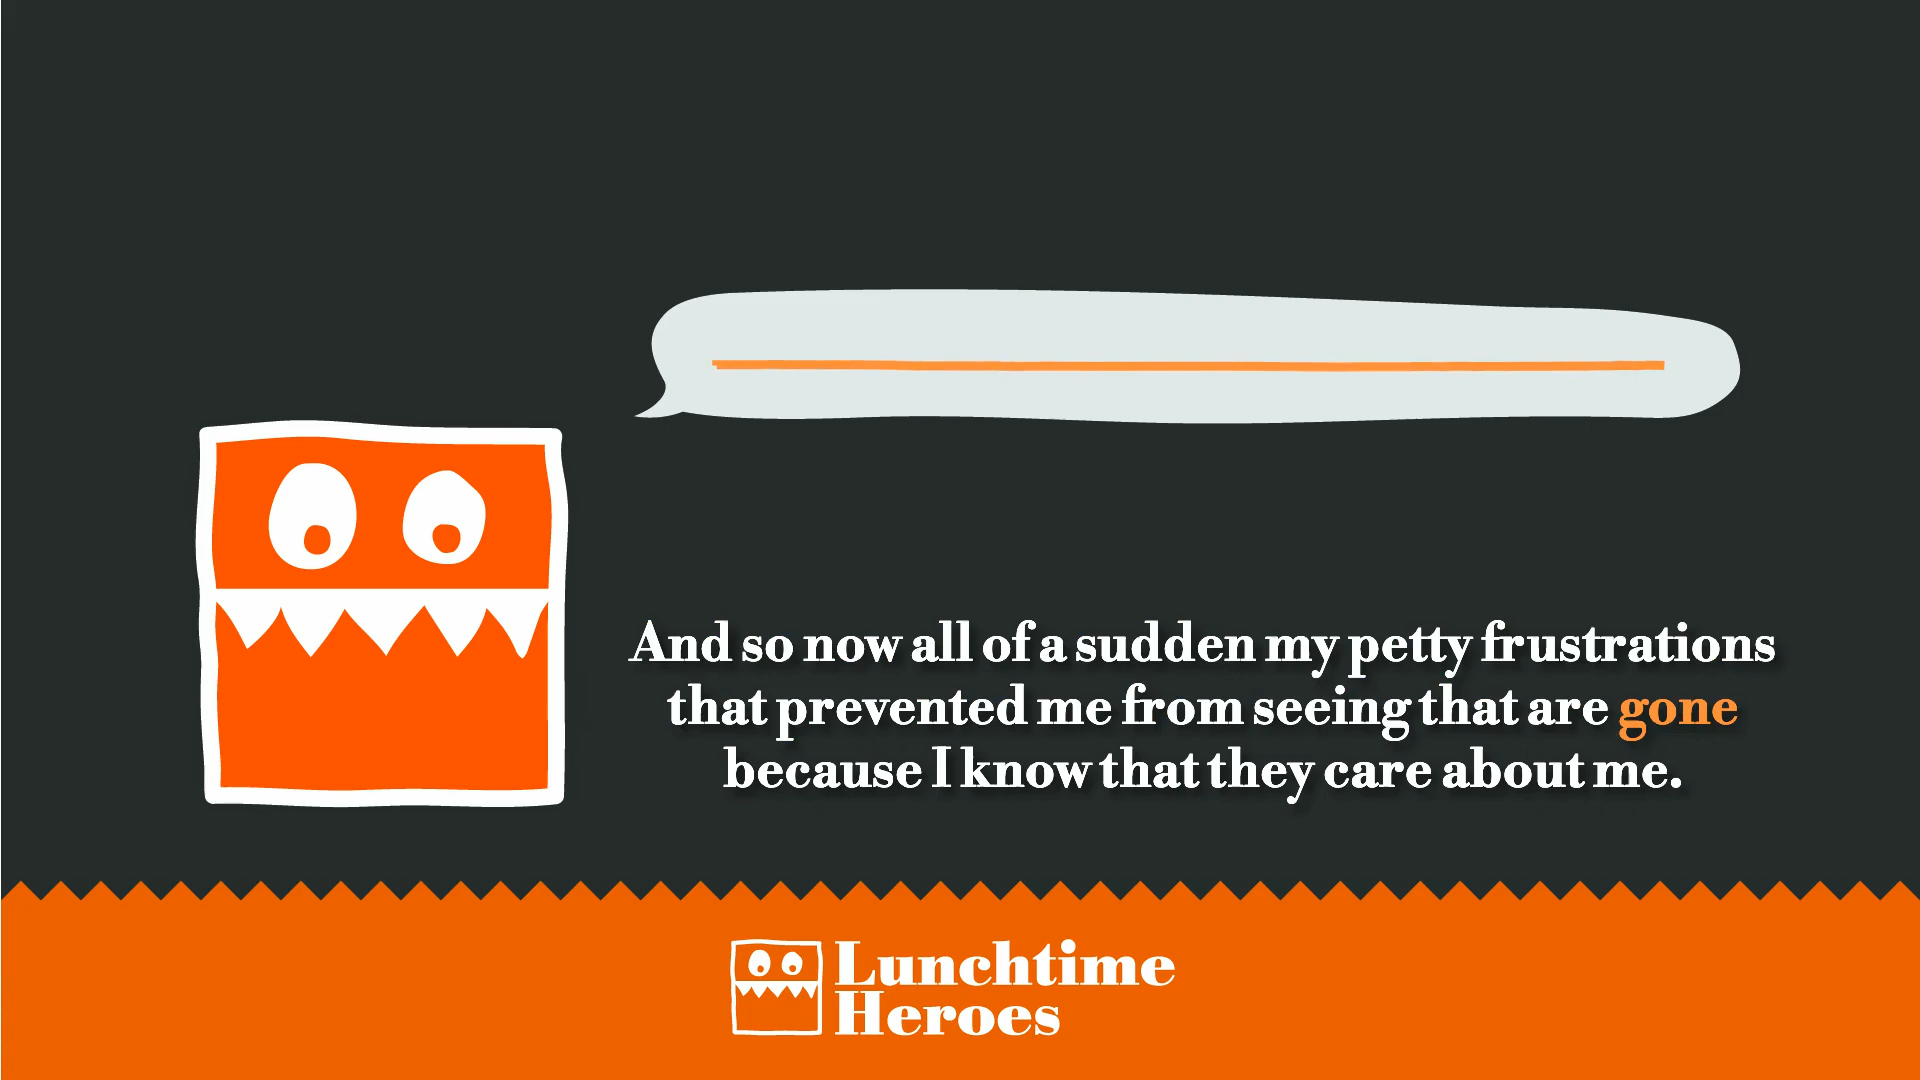 And so now all of a sudden my petty frustrations
that prevented me from seeing that are gone
because I know that they care about me.
Lunchtime
Heroes